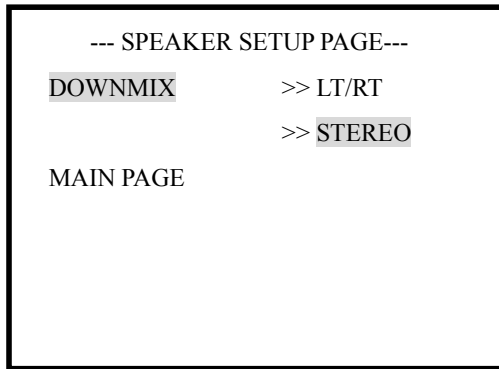 --- SPEAKER SETUP PAGE---
DOWNMIX >> LT/RT
>> STEREO
MAIN PAGE